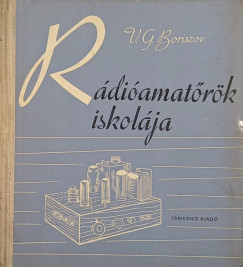 V. G. Boriszov
Rádióamatőrök
iskolája
TÁNCSICS KIADÓ